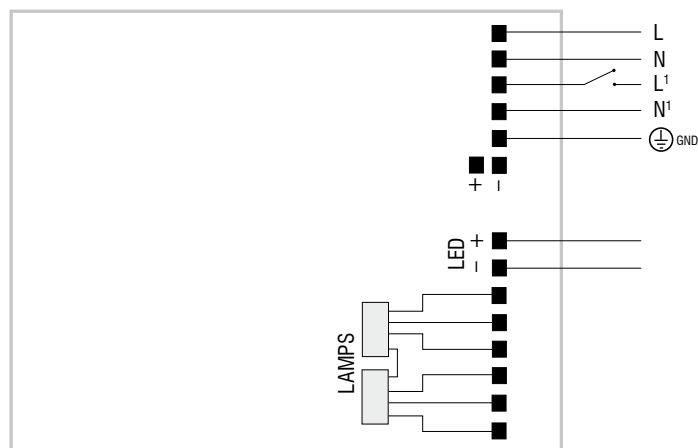 L
N
L¹
N¹
GND
+ –
LED + –
LAMPS